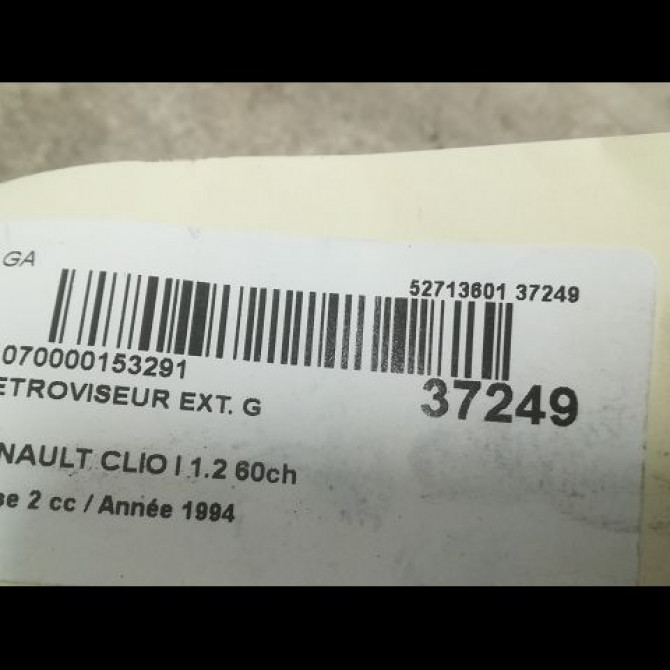 GA
52713601 37249
070000153291
37249
ETROVISEUR EXT. G
NAULT CLIO I 1.2 60ch
se 2 cc / Année 1994